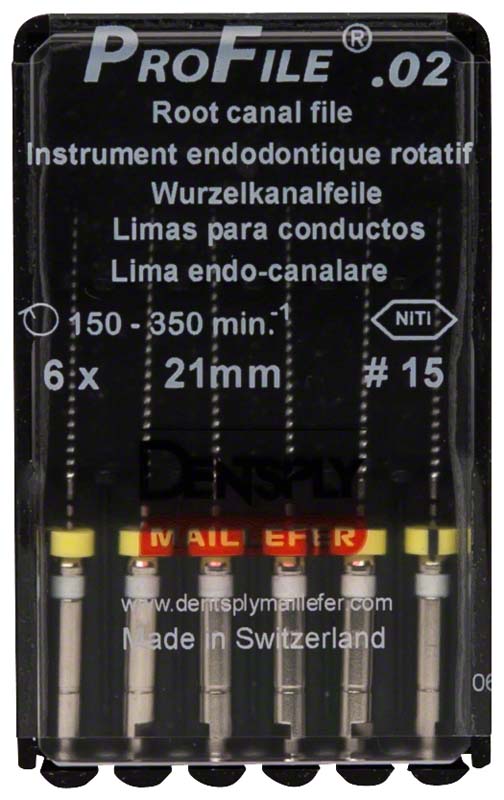 PROFILE® .02
Root canal file
Instrument endodontique rotatif
Wurzelkanalfeile
Limas para conductos
Lima endo-canalare
150 - 350 min.-1 NITI
6 x 21mm # 15
DENTSPLY
MAILLEFER
www.dentsplymaillefer.com
Made in Switzerland
06